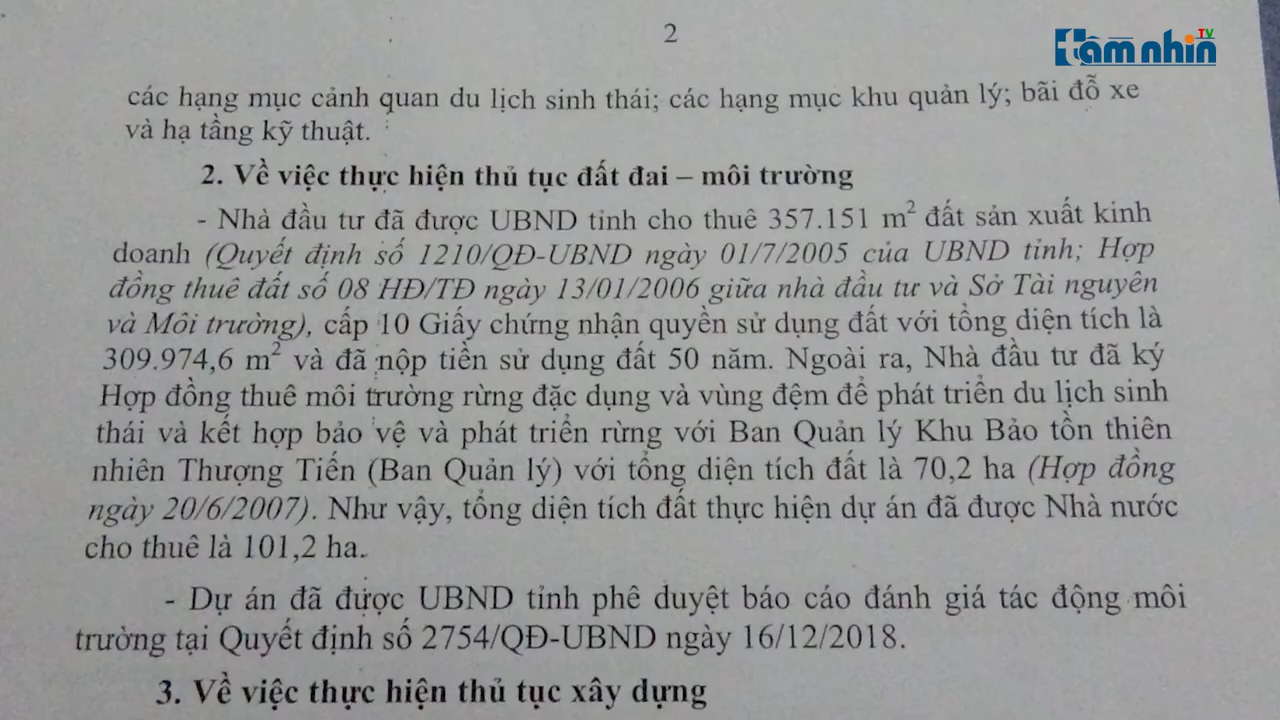 2
tầm nhìn TV
các hạng mục cảnh quan du lịch sinh thái; các hạng mục khu quản lý; bãi đỗ xe
và hạ tầng kỹ thuật.
2. Về việc thực hiện thủ tục đất đai – môi trường
- Nhà đầu tư đã được UBND tỉnh cho thuê 357.151 m² đất sản xuất kinh
doanh (Quyết định số 1210/QĐ-UBND ngày 01/7/2005 của UBND tỉnh; Hợp
đồng thuê đất số 08 HĐ/TĐ ngày 13/01/2006 giữa nhà đầu tư và Sở Tài nguyên
và Môi trường), cấp 10 Giấy chứng nhận quyền sử dụng đất với tổng diện tích là
309.974,6 m² và đã nộp tiền sử dụng đất 50 năm. Ngoài ra, Nhà đầu tư đã ký
Hợp đồng thuê môi trường rừng đặc dụng và vùng đệm để phát triển du lịch sinh
thái và kết hợp bảo vệ và phát triển rừng với Ban Quản lý Khu Bảo tồn thiên
nhiên Thượng Tiến (Ban Quản lý) với tổng diện tích đất là 70,2 ha (Hợp đồng
ngày 20/6/2007). Như vậy, tổng diện tích đất thực hiện dự án đã được Nhà nước
cho thuê là 101,2 ha.
- Dự án đã được UBND tỉnh phê duyệt báo cáo đánh giá tác động môi
trường tại Quyết định số 2754/QĐ-UBND ngày 16/12/2018.
3. Về việc thực hiện thủ tục xây dựng